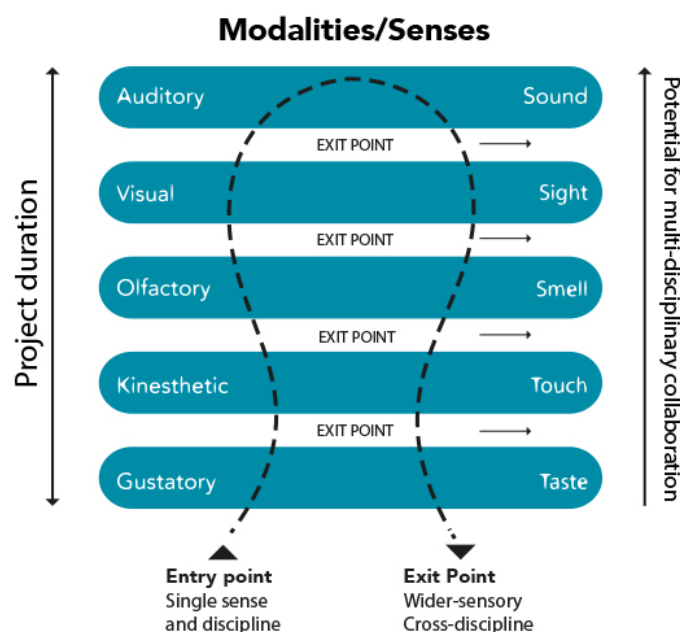 Modalities/Senses
Project duration
Auditory Sound
EXIT POINT
Visual Sight
EXIT POINT
Olfactory Smell
EXIT POINT
Kinesthetic Touch
EXIT POINT
Gustatory Taste
Potential for multi-disciplinary collaboration
Entry point
Single sense
and discipline
Exit Point
Wider-sensory
Cross-discipline